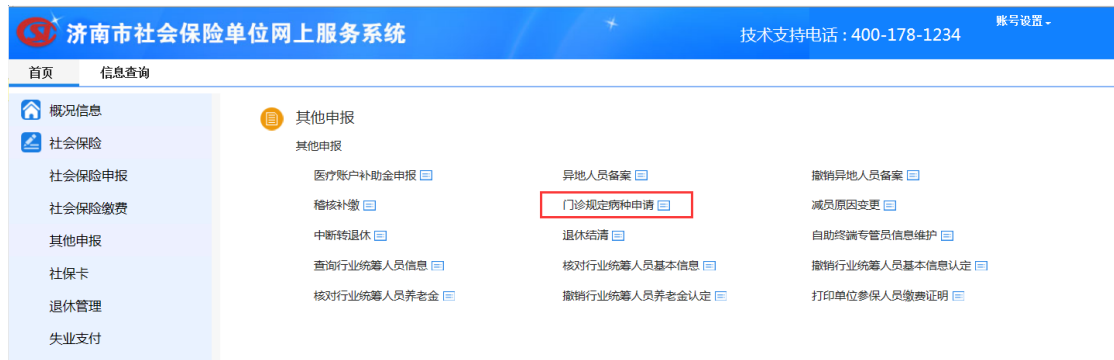 济南市社会保险单位网上服务系统
技术支持电话 : 400-178-1234
账号设置
首页 信息查询
概况信息
社会保险
社会保险申报
社会保险缴费
其他申报
社保卡
退休管理
失业支付
其他申报
其他申报
医疗账户补助金申报 异地人员备案 撤销异地人员备案
稽核补缴 门诊规定病种申请 减员原因变更
中断转退休 退休结清 自助终端专管员信息维护
查询行业统筹人员信息 核对行业统筹人员基本信息 撤销行业统筹人员基本信息认定
核对行业统筹人员养老金 撤销行业统筹人员养老金认定 打印单位参保人员缴费证明